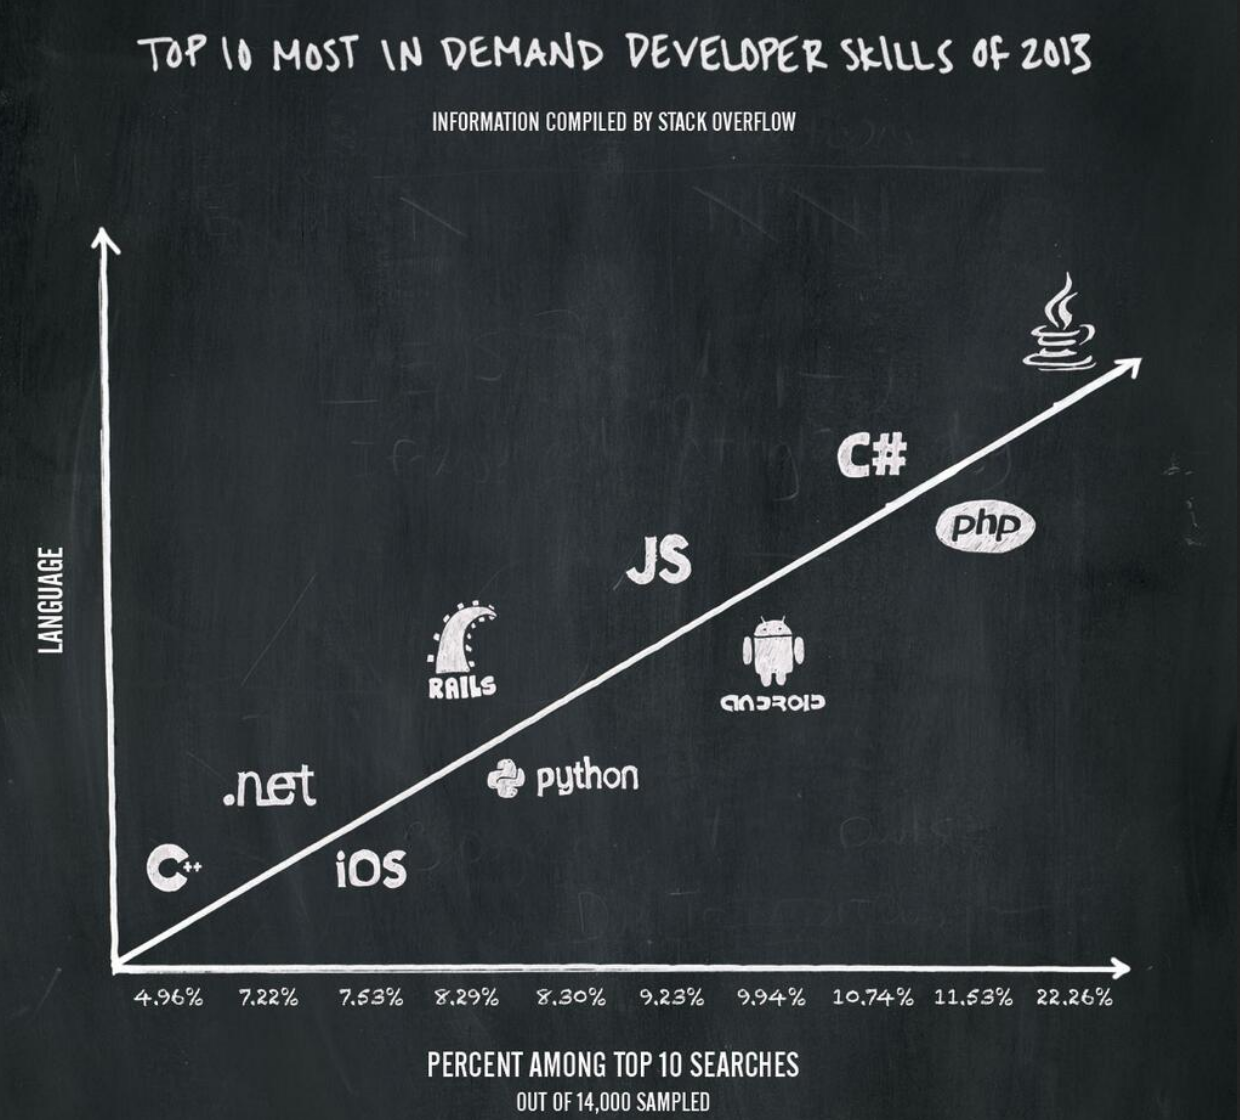 TOP 10 MOST IN DEMAND DEVELOPER SKILLS OF 2013
INFORMATION COMPILED BY STACK OVERFLOW
C#
php
JS
LANGUAGE
RAILS
android
python
.net
C++
iOS
4.96% 7.22% 7.53% 8.29% 8.30% 9.23% 9.94% 10.74% 11.53% 22.26%
PERCENT AMONG TOP 10 SEARCHES
OUT OF 14,000 SAMPLED